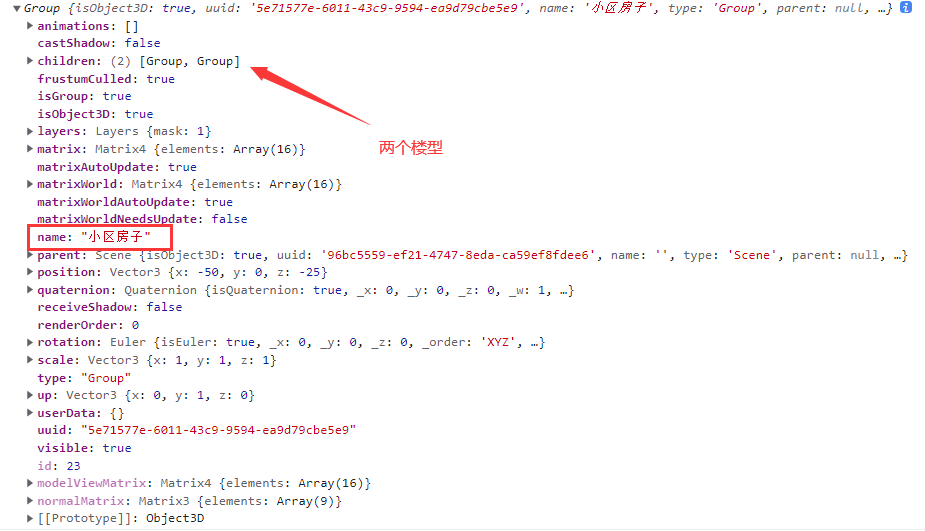 ▼Group {isObject3D: true, uuid: '5e71577e-6011-43c9-9594-ea9d79cbe5e9', name: '小区房子', type: 'Group', parent: null, …} i
▶animations: []
castShadow: false
▶children: (2) [Group, Group]
frustumCulled: true
isGroup: true
isObject3D: true
▶layers: Layers {mask: 1}
两个楼型
▶matrix: Matrix4 {elements: Array(16)}
matrixAutoUpdate: true
▶matrixWorld: Matrix4 {elements: Array(16)}
matrixWorldAutoUpdate: true
matrixWorldNeedsUpdate: false
name: "小区房子"
▶parent: Scene {isObject3D: true, uuid: '96bc5559-ef21-4747-8eda-ca59ef8fdee6', name: '', type: 'Scene', parent: null, …}
▶position: Vector3 {x: -50, y: 0, z: -25}
▶quaternion: Quaternion {isQuaternion: true, _x: 0, _y: 0, _z: 0, _w: 1, …}
receiveShadow: false
renderOrder: 0
▶rotation: Euler {isEuler: true, _x: 0, _y: 0, _z: 0, _order: 'XYZ', …}
▶scale: Vector3 {x: 1, y: 1, z: 1}
type: "Group"
▶up: Vector3 {x: 0, y: 1, z: 0}
▶userData: {}
uuid: "5e71577e-6011-43c9-9594-ea9d79cbe5e9"
visible: true
id: 23
▶modelViewMatrix: Matrix4 {elements: Array(16)}
▶normalMatrix: Matrix3 {elements: Array(9)}
▶[[Prototype]]: Object3D